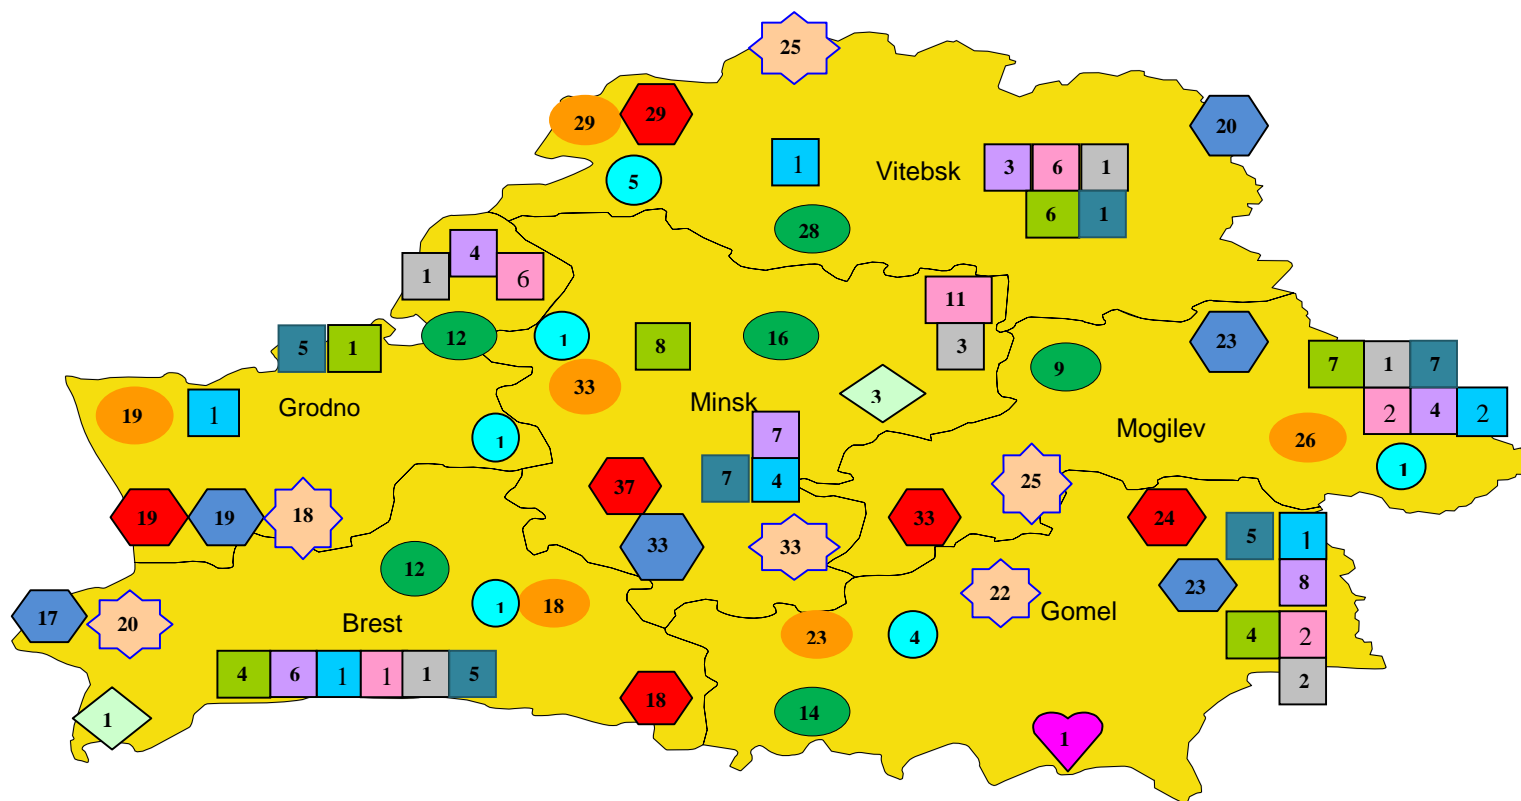 25
29 29 20
1 Vitebsk 3 6 1
5
6 1
28
4
1 6
11
5 1 12 1 8 16 3 23
7 1 7
9
33
3
19 1 Grodno Minsk
2 4 2
7
Mogilev 26
1
1
7 4
37 25
19 19 18 33 24
5 1
33 33
12
8
23
22
17 20 Brest 1 18 Gomel
23 4
4 2
4 6 1 1 1 5
2
18
1 14
1